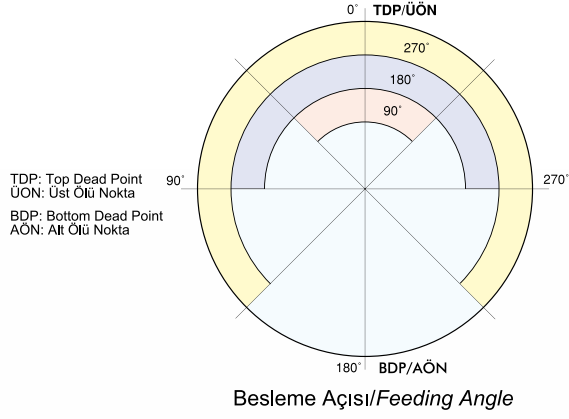 0° TDP/ÜÖN
270°
180°
90°
TDP: Top Dead Point
ÜON: Üst Ölü Nokta
90°
270°
BDP: Bottom Dead Point
AÖN: Alt Ölü Nokta
180° BDP/AÖN
Besleme Açısı/Feeding Angle